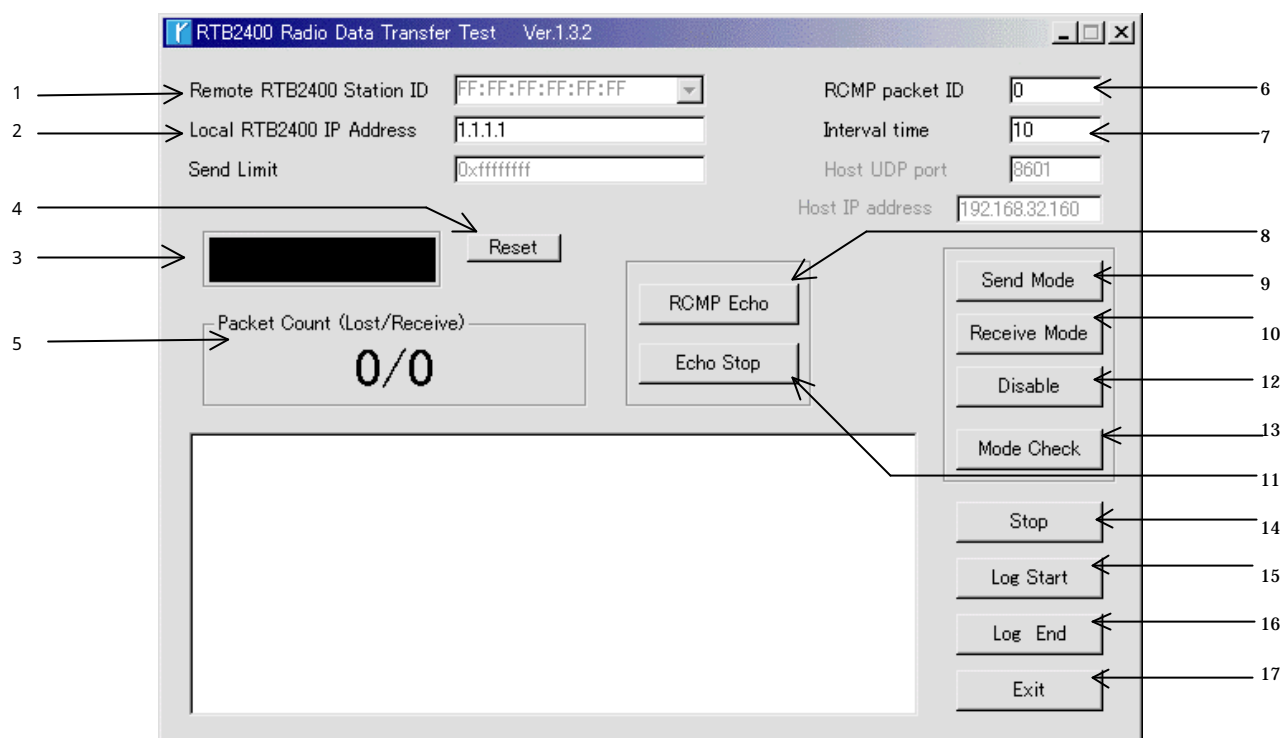 RTB2400 Radio Data Transfer Test Ver.1.3.2
1 Remote RTB2400 Station ID FF:FF:FF:FF:FF:FF RCMP packet ID 0 6
2 Local RTB2400 IP Address 1.1.1.1 Interval time 10 7
Send Limit 0xffffffff Host UDP port 8601
4 Host IP address 192.168.32.160
3 Reset 8
Send Mode 9
RCMP Echo
Packet Count (Lost/Receive)
5 Receive Mode 10
0/0 Echo Stop
Disable 12
Mode Check 13
11
Stop 14
Log Start 15
Log End 16
Exit 17